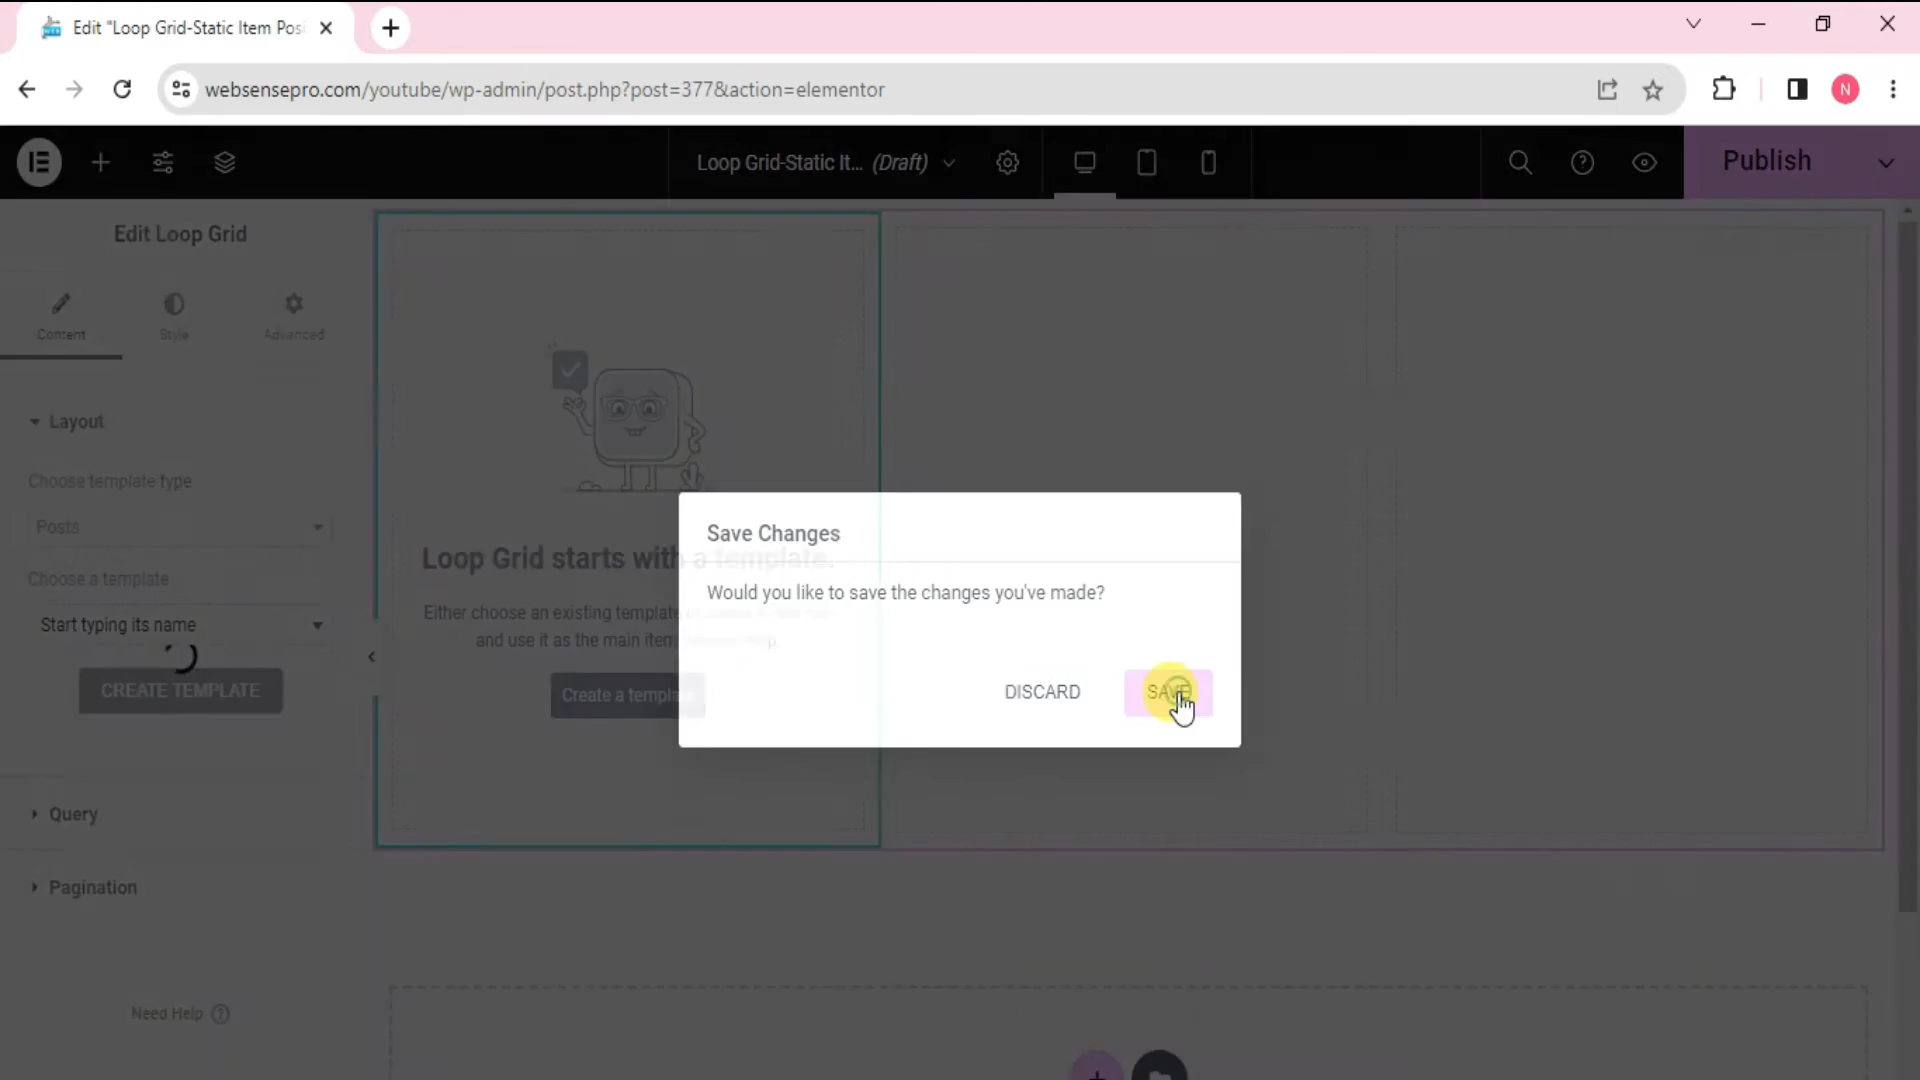 Edit "Loop Grid-Static Item Pos
websensepro.com/youtube/wp-admin/post.php?post=377&action=elementor
N
Loop Grid-Static It... (Draft)
Publish
Edit Loop Grid
Content
Style
Advanced
Layout
Choose template type
Posts
Choose a template
Start typing its name
CREATE TEMPLATE
Query
Pagination
Need Help
Loop Grid starts with a template.
Either choose an existing template
and use it as the main item
Create a template
Save Changes
Would you like to save the changes you've made?
DISCARD
SAVE